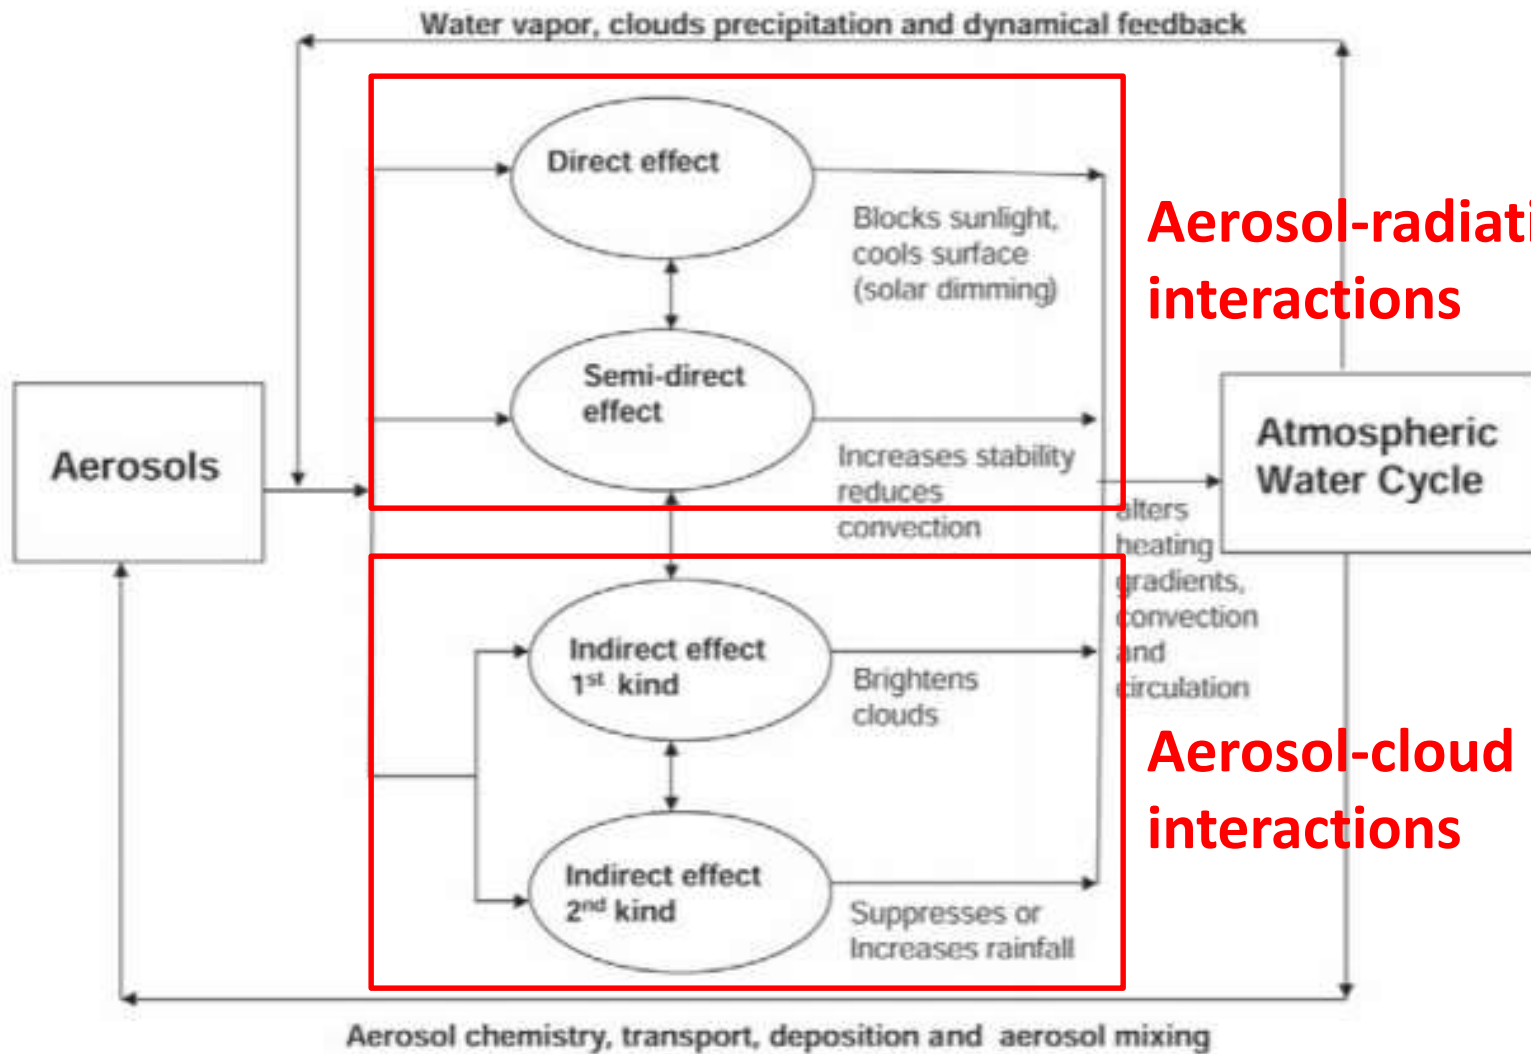 Water vapor, clouds precipitation and dynamical feedback
Direct effect
Blocks sunlight,
cools surface
(solar dimming)
Aerosol-radiati
interactions
Semi-direct
effect
Increases stability
reduces
convection
Aerosols
Atmospheric
Water Cycle
alters
heating
gradients,
convection
and
circulation
Indirect effect
1st kind
Brightens
clouds
Aerosol-cloud
interactions
Indirect effect
2nd kind
Suppresses or
Increases rainfall
Aerosol chemistry, transport, deposition and aerosol mixing